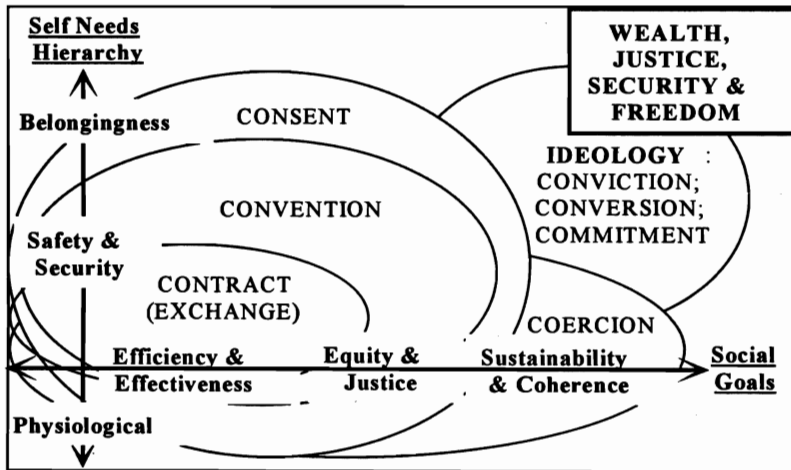 Self Needs
Hierarchy
WEALTH,
JUSTICE,
SECURITY &
FREEDOM
Belongingness
CONSENT
IDEOLOGY :
CONVICTION;
CONVERSION;
COMMITMENT
CONVENTION
Safety &
Security
CONTRACT
(EXCHANGE)
COERCION
Efficiency &
Effectiveness
Equity &
Justice
Sustainability
& Coherence
Social
Goals
Physiological